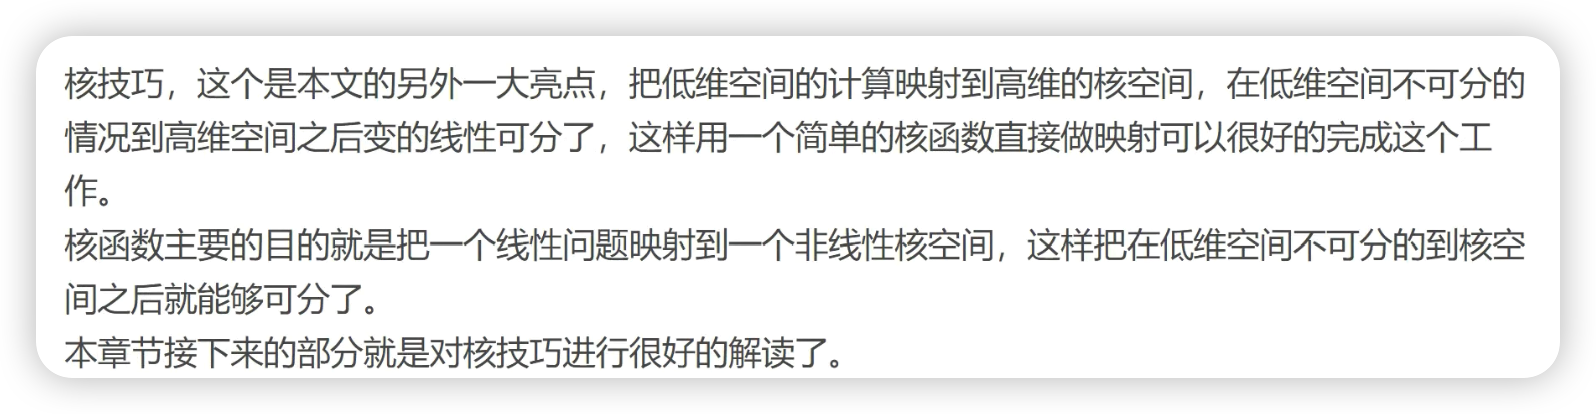 核技巧，这个是本文的另外一大亮点，把低维空间的计算映射到高维的核空间，在低维空间不可分的
情况到高维空间之后变的线性可分了，这样用一个简单的核函数直接做映射可以很好的完成这个工
作。
核函数主要的目的就是把一个线性问题映射到一个非线性核空间，这样把在低维空间不可分的到核空
间之后就能够可分了。
本章节接下来的部分就是对核技巧进行很好的解读了。